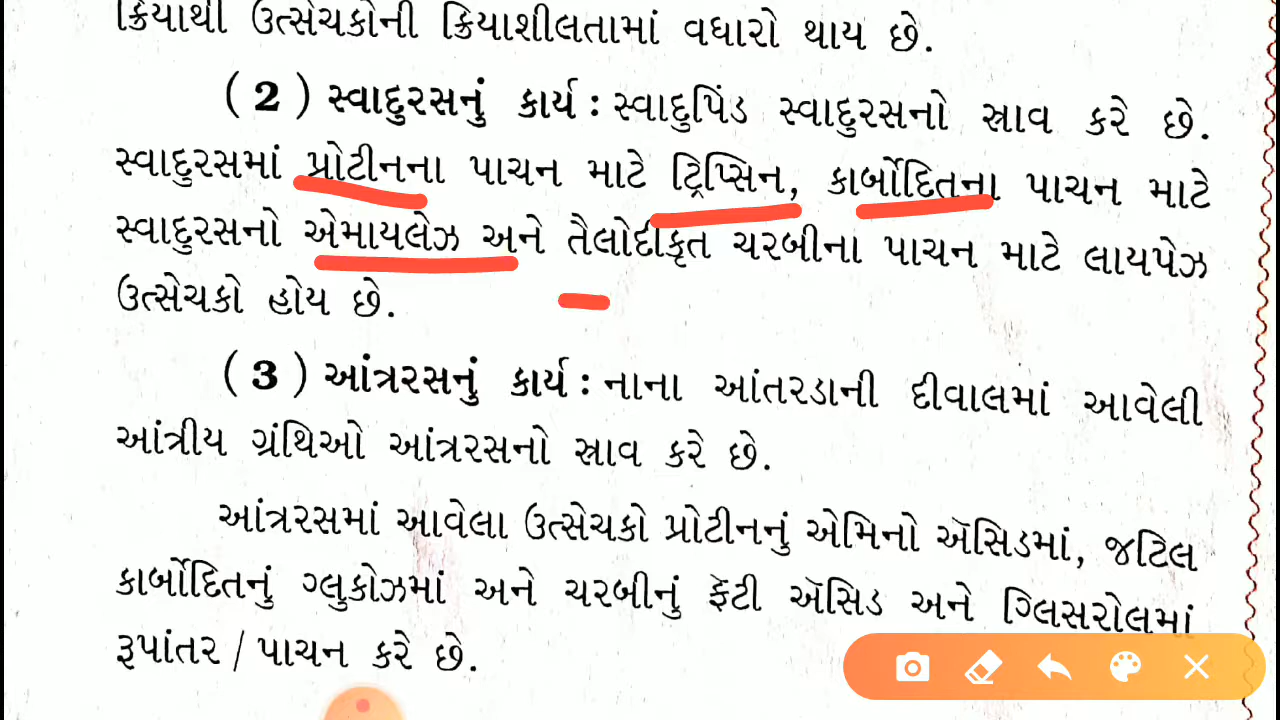 ક્રિયાથી ઉત્સેચકોની ક્રિયાશીલતામાં વધારો થાય છે.
(2) સ્વાદુરસનું કાર્ય : સ્વાદુપિંડ સ્વાદુરસનો સ્રાવ કરે છે.
સ્વાદુરસમાં પ્રોટીનના પાચન માટે ટ્રિપ્સિન, કાર્બોદિતના પાચન માટે
સ્વાદુરસનો એમાયલેઝ અને તૈલોદીકૃત ચરબીના પાચન માટે લાયપેઝ
ઉત્સેચકો હોય છે.
(3) આંત્રરસનું કાર્ય : નાના આંતરડાની દીવાલમાં આવેલી
આંત્રીય ગ્રંથિઓ આંત્રરસનો સ્રાવ કરે છે.
આંત્રરસમાં આવેલા ઉત્સેચકો પ્રોટીનનું એમિનો ઍસિડમાં, જટિલ
કાર્બોદિતનું ગ્લુકોઝમાં અને ચરબીનું ફૅટી ઍસિડ અને ગ્લિસરોલમાં
રૂપાંતર / પાચન કરે છે.